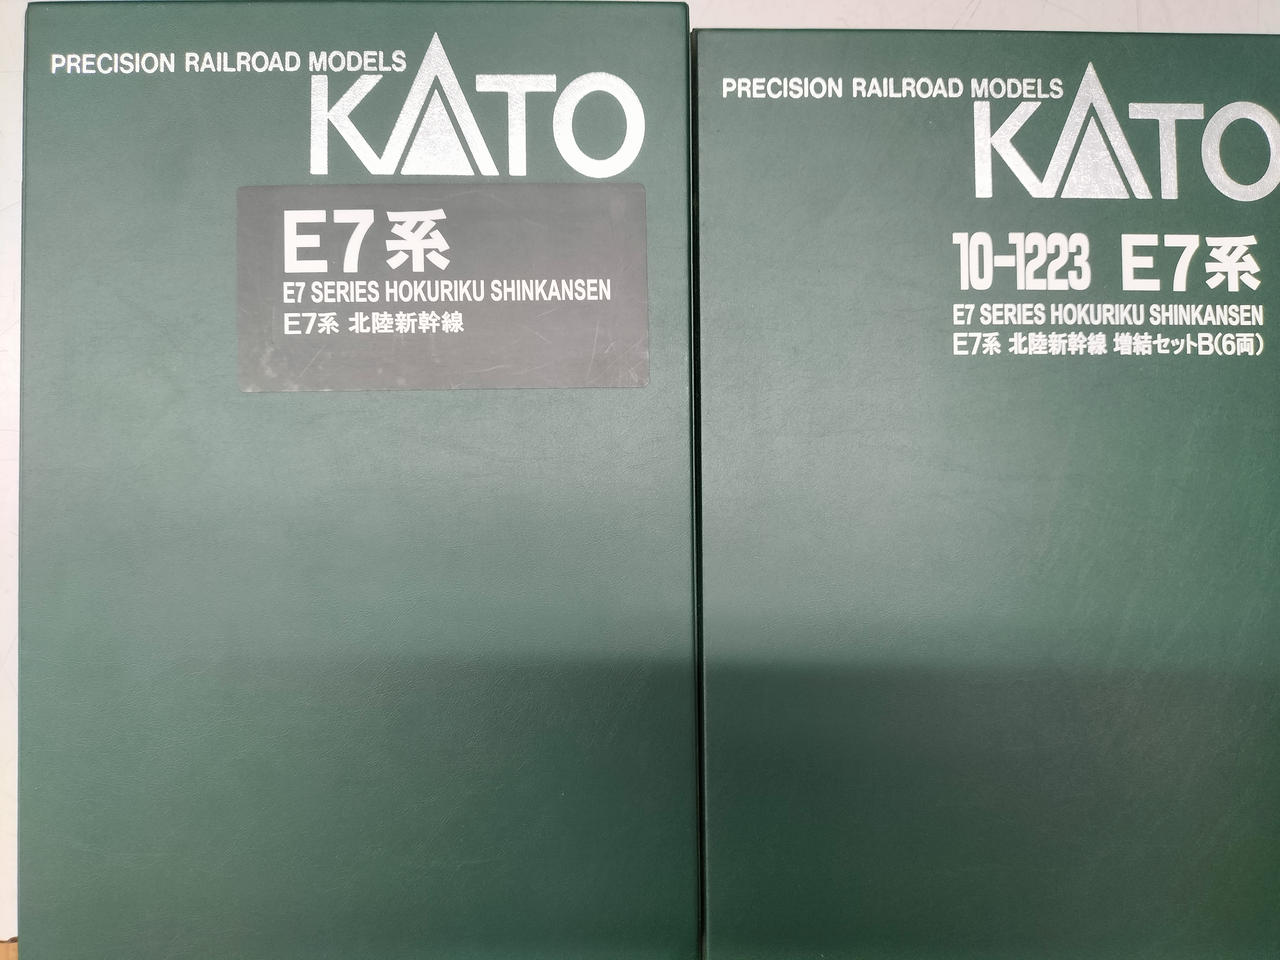 PRECISION RAILROAD MODELS
KATO
E7系
E7 SERIES HOKURIKU SHINKANSEN
E7系 北陸新幹線
PRECISION RAILROAD MODELS
KATO
10-1223 E7系
E7 SERIES HOKURIKU SHINKANSEN
E7系 北陸新幹線 増結セットB(6両)